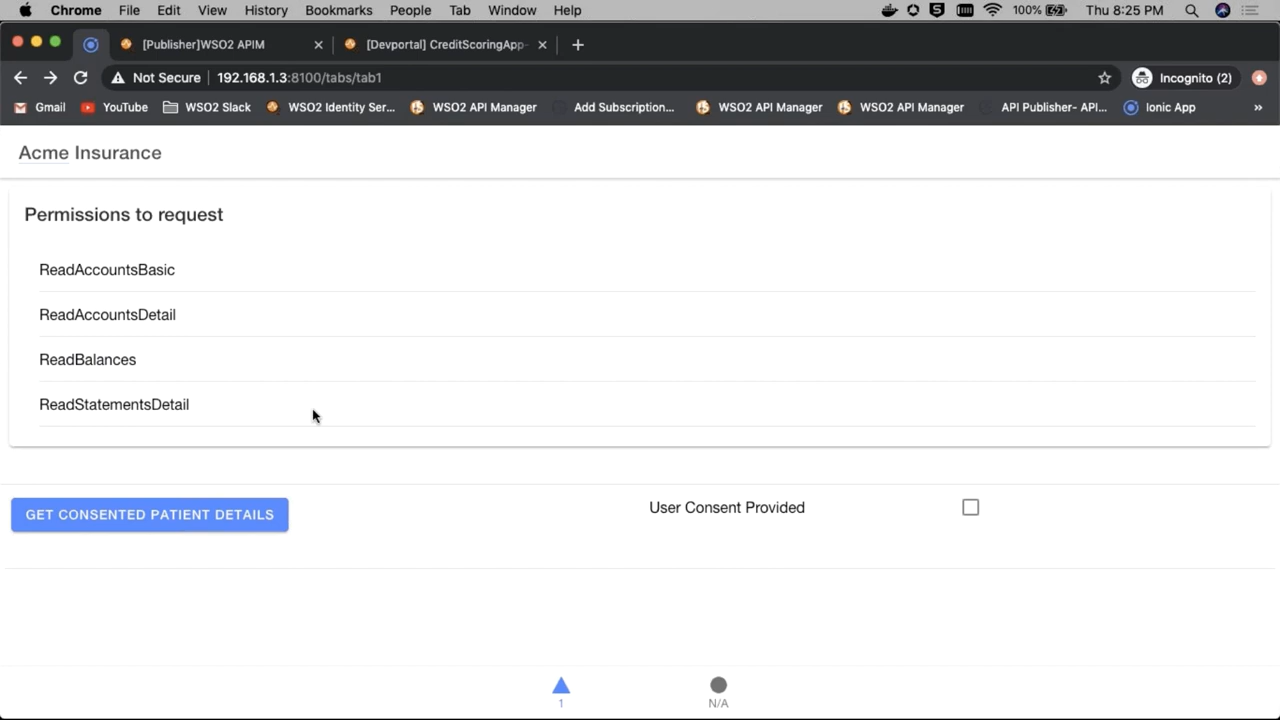 Chrome File Edit View History Bookmarks People Tab Window Help 100% Thu 8:25 PM
[Publisher]WSO2 APIM [Devportal] CreditScoringApp-
Not Secure 192.168.1.3:8100/tabs/tab1 Incognito (2)
Gmail YouTube WSO2 Slack WSO2 Identity Ser... WSO2 API Manager Add Subscription... WSO2 API Manager WSO2 API Manager API Publisher- API... Ionic App »
Acme Insurance
Permissions to request
ReadAccountsBasic
ReadAccountsDetail
ReadBalances
ReadStatementsDetail
GET CONSENTED PATIENT DETAILS User Consent Provided
1 N/A